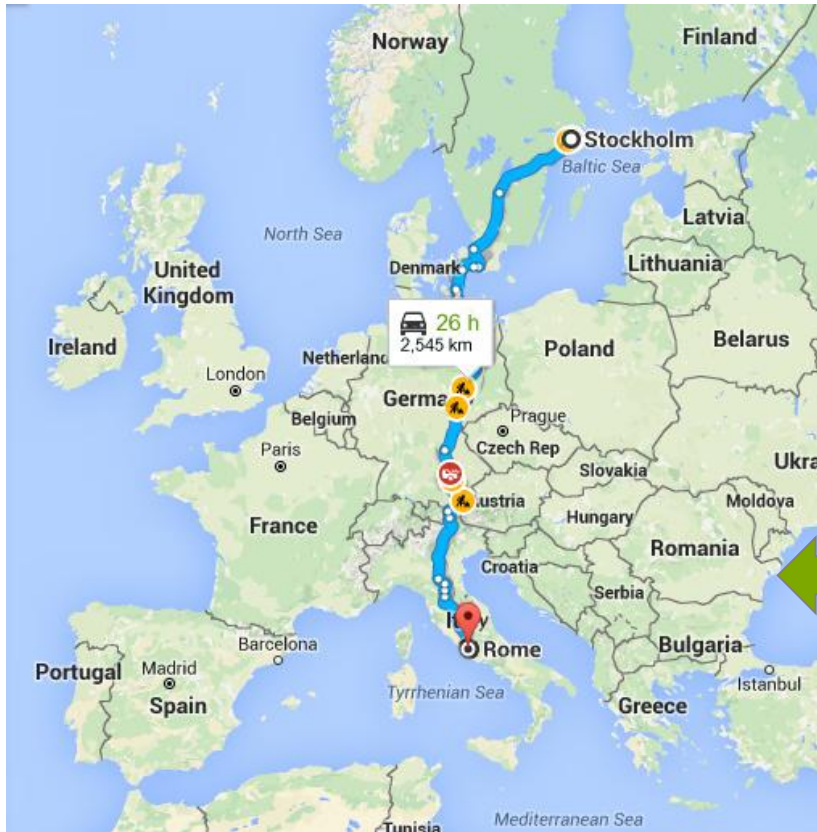 Norway
Finland
Stockholm
Baltic Sea
Latvia
North Sea
Lithuania
Denmark
United
Kingdom
26 h
2,545 km
Ireland
Netherland
Poland
Belarus
London
Germa
Belgium
Prague
Czech Rep
Paris
Slovakia
Ukra
ustria
Moldova
France
Hungary
Romania
Croatia
Serbia
Italy
Barcelona
Rome
Bulgaria
Portugal
Madrid
Istanbul
Tyrrhenian Sea
Spain
Greece
Mediterranean Sea
Tunisia